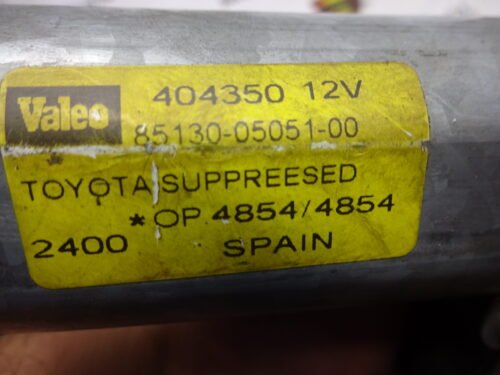 Valeo 404350 12V
85130-05051-00
TOYOTA SUPPREESED
*OP 4854/4854
2400 SPAIN